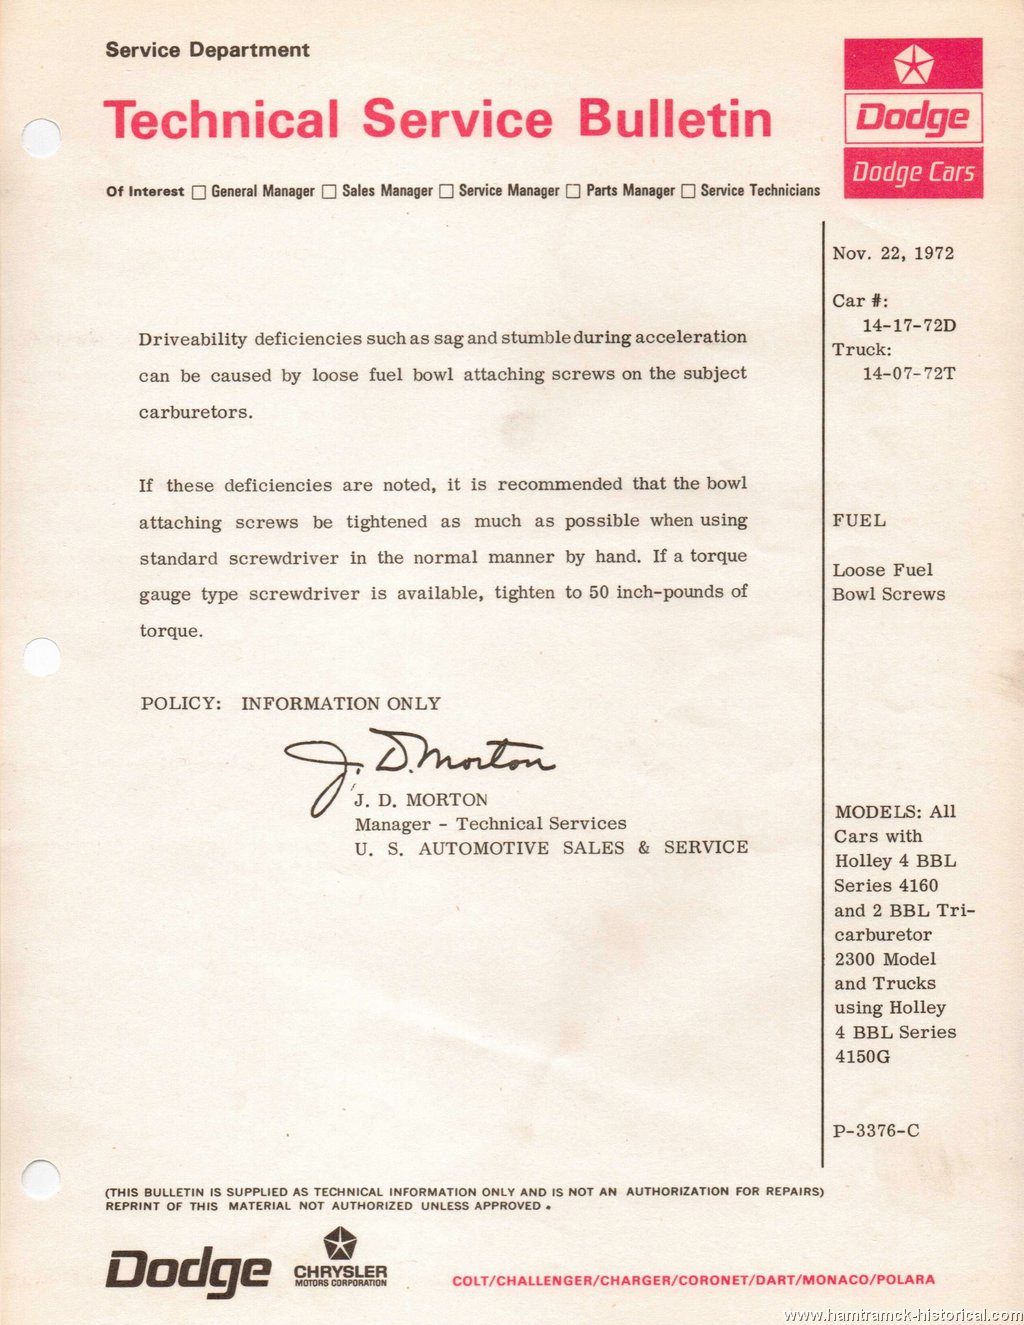 Service Department
Technical Service Bulletin
Dodge
Dodge Cars
Of Interest □ General Manager □ Sales Manager □ Service Manager □ Parts Manager □ Service Technicians
Nov. 22, 1972
Car #:
14-17-72D
Truck:
14-07-72T
Driveability deficiencies such as sag and stumble during acceleration
can be caused by loose fuel bowl attaching screws on the subject
carburetors.
If these deficiencies are noted, it is recommended that the bowl
attaching screws be tightened as much as possible when using
standard screwdriver in the normal manner by hand. If a torque
gauge type screwdriver is available, tighten to 50 inch-pounds of
torque.
FUEL
Loose Fuel
Bowl Screws
POLICY: INFORMATION ONLY
J. D. Morton
J. D. MORTON
Manager - Technical Services
U. S. AUTOMOTIVE SALES & SERVICE
MODELS: All
Cars with
Holley 4 BBL
Series 4160
and 2 BBL Tri-
carburetor
2300 Model
and Trucks
using Holley
4 BBL Series
4150G
P-3376-C
(THIS BULLETIN IS SUPPLIED AS TECHNICAL INFORMATION ONLY AND IS NOT AN AUTHORIZATION FOR REPAIRS)
REPRINT OF THIS MATERIAL NOT AUTHORIZED UNLESS APPROVED.
Dodge
CHRYSLER
MOTORS CORPORATION
COLT/CHALLENGER/CHARGER/CORONET/DART/MONACO/POLARA
www.hamtramck-historical.com